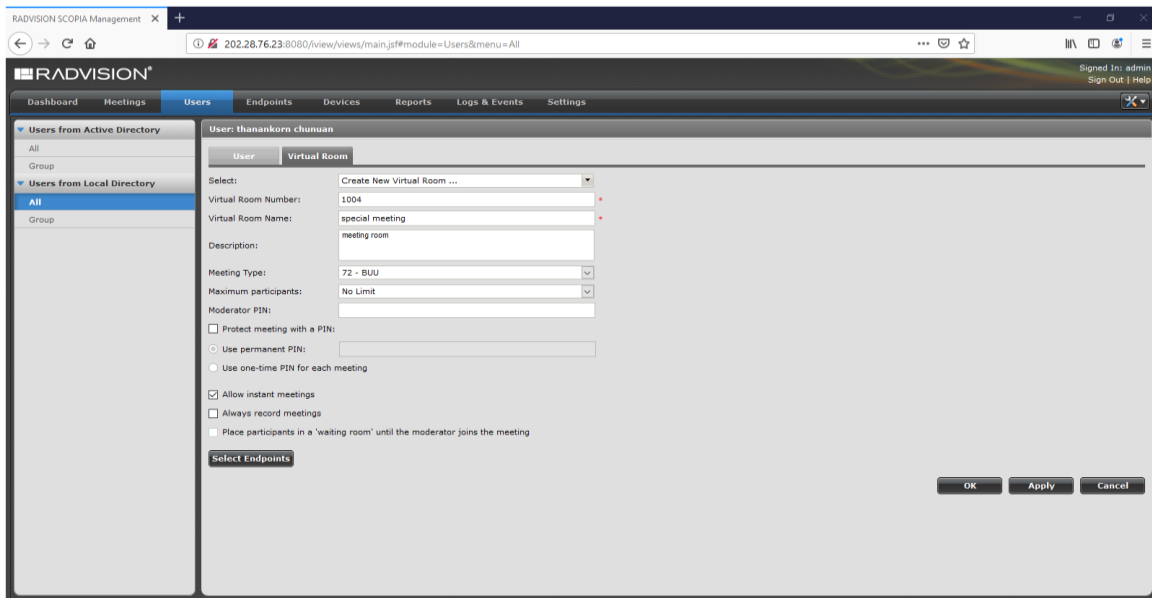 RADVISION SCOPIA Management
202.28.76.23:8080/iview/views/main.jsf#module=Users&menu=All
RADVISION®
Signed In: admin
Sign Out | Help
Dashboard Meetings Users Endpoints Devices Reports Logs & Events Settings
Users from Active Directory
All
Group
Users from Local Directory
All
Group
User: thanankorn chunuan
User Virtual Room
Select: Create New Virtual Room ...
Virtual Room Number: 1004 *
Virtual Room Name: special meeting *
Description: meeting room
Meeting Type: 72 - BUU
Maximum participants: No Limit
Moderator PIN:
Protect meeting with a PIN:
Use permanent PIN:
Use one-time PIN for each meeting
Allow instant meetings
Always record meetings
Place participants in a 'waiting room' until the moderator joins the meeting
Select Endpoints
OK Apply Cancel